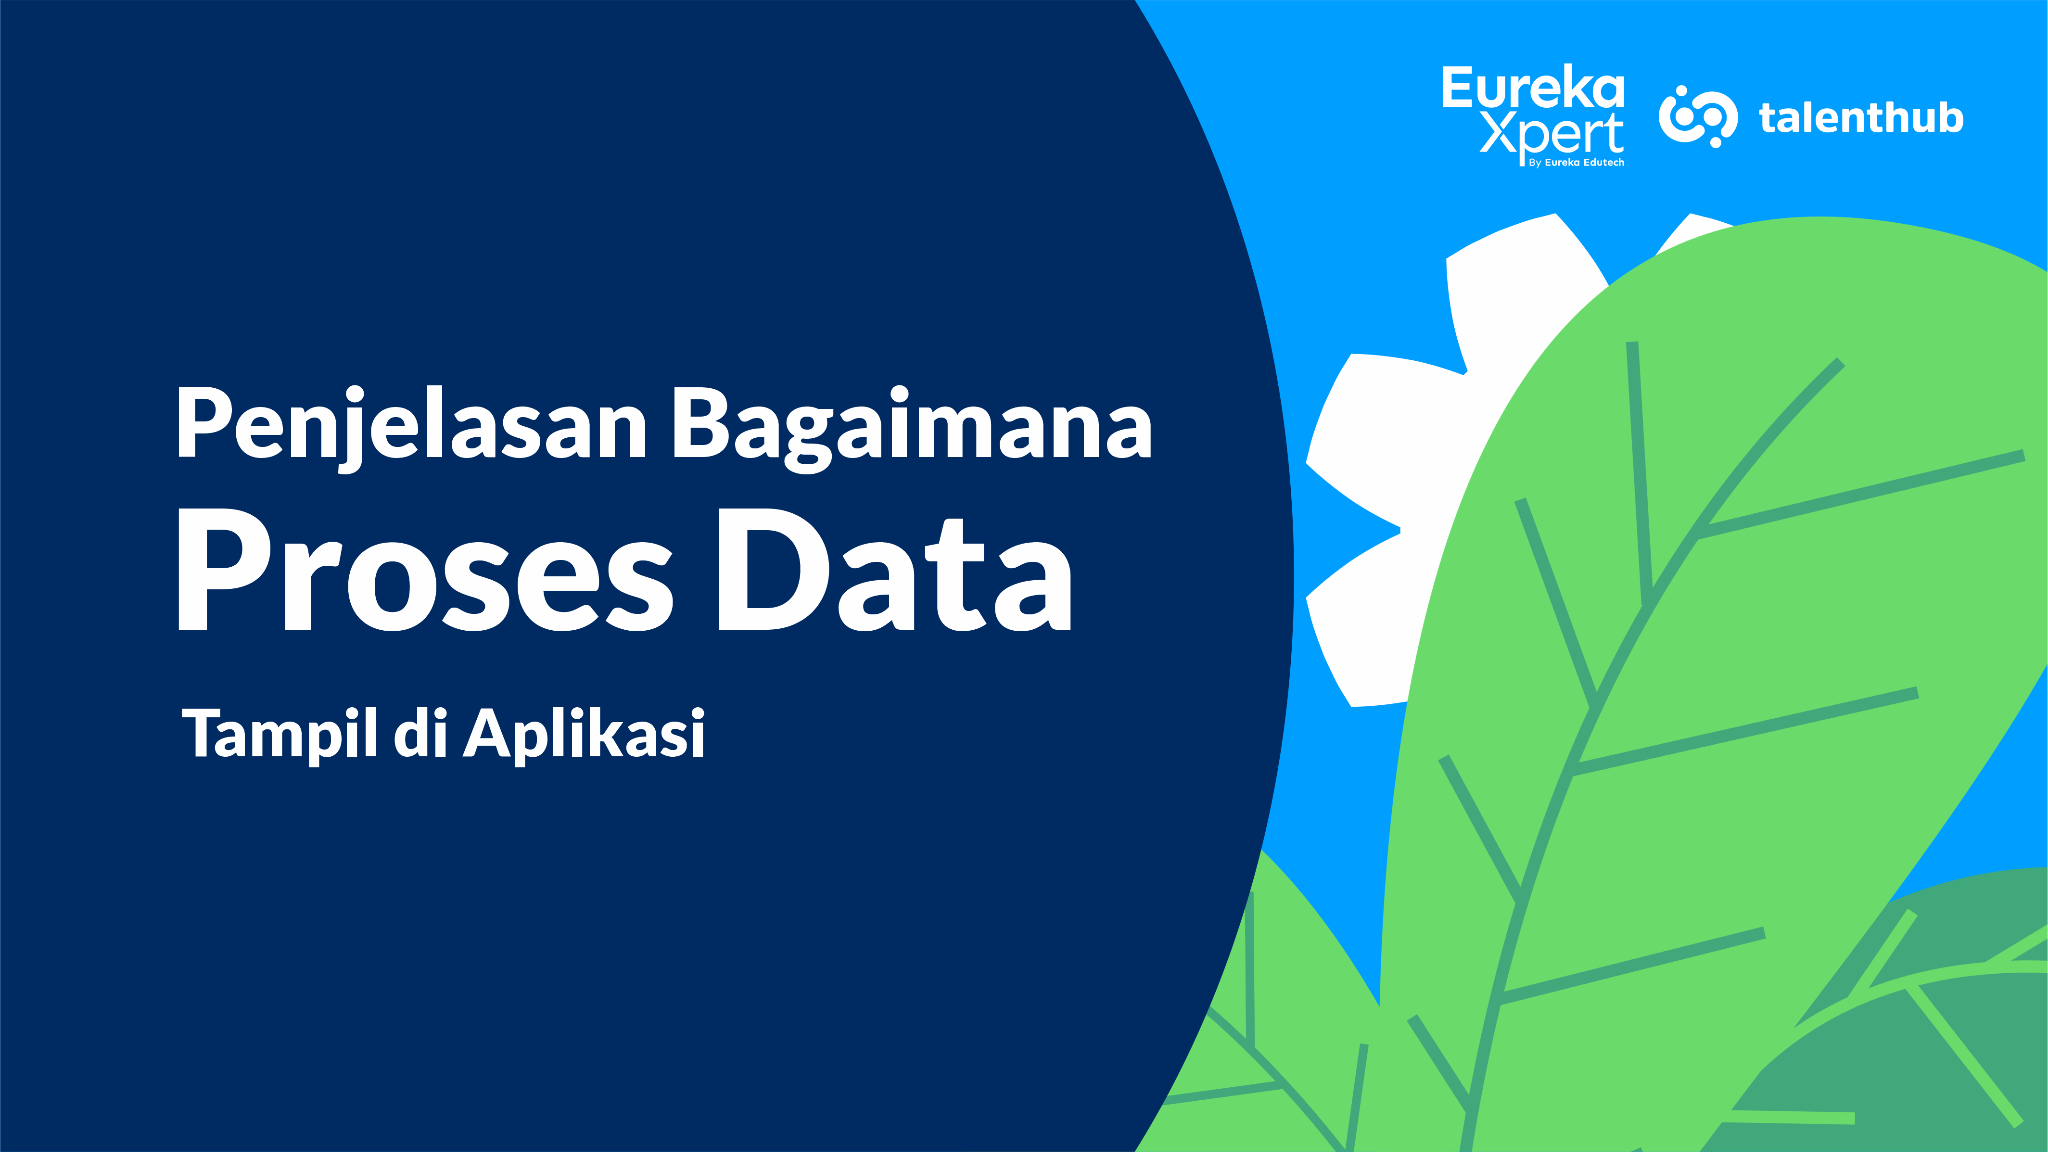 Eureka
Xpert
By Eureka Edutech
talenthub
Penjelasan Bagaimana
Proses Data
Tampil di Aplikasi